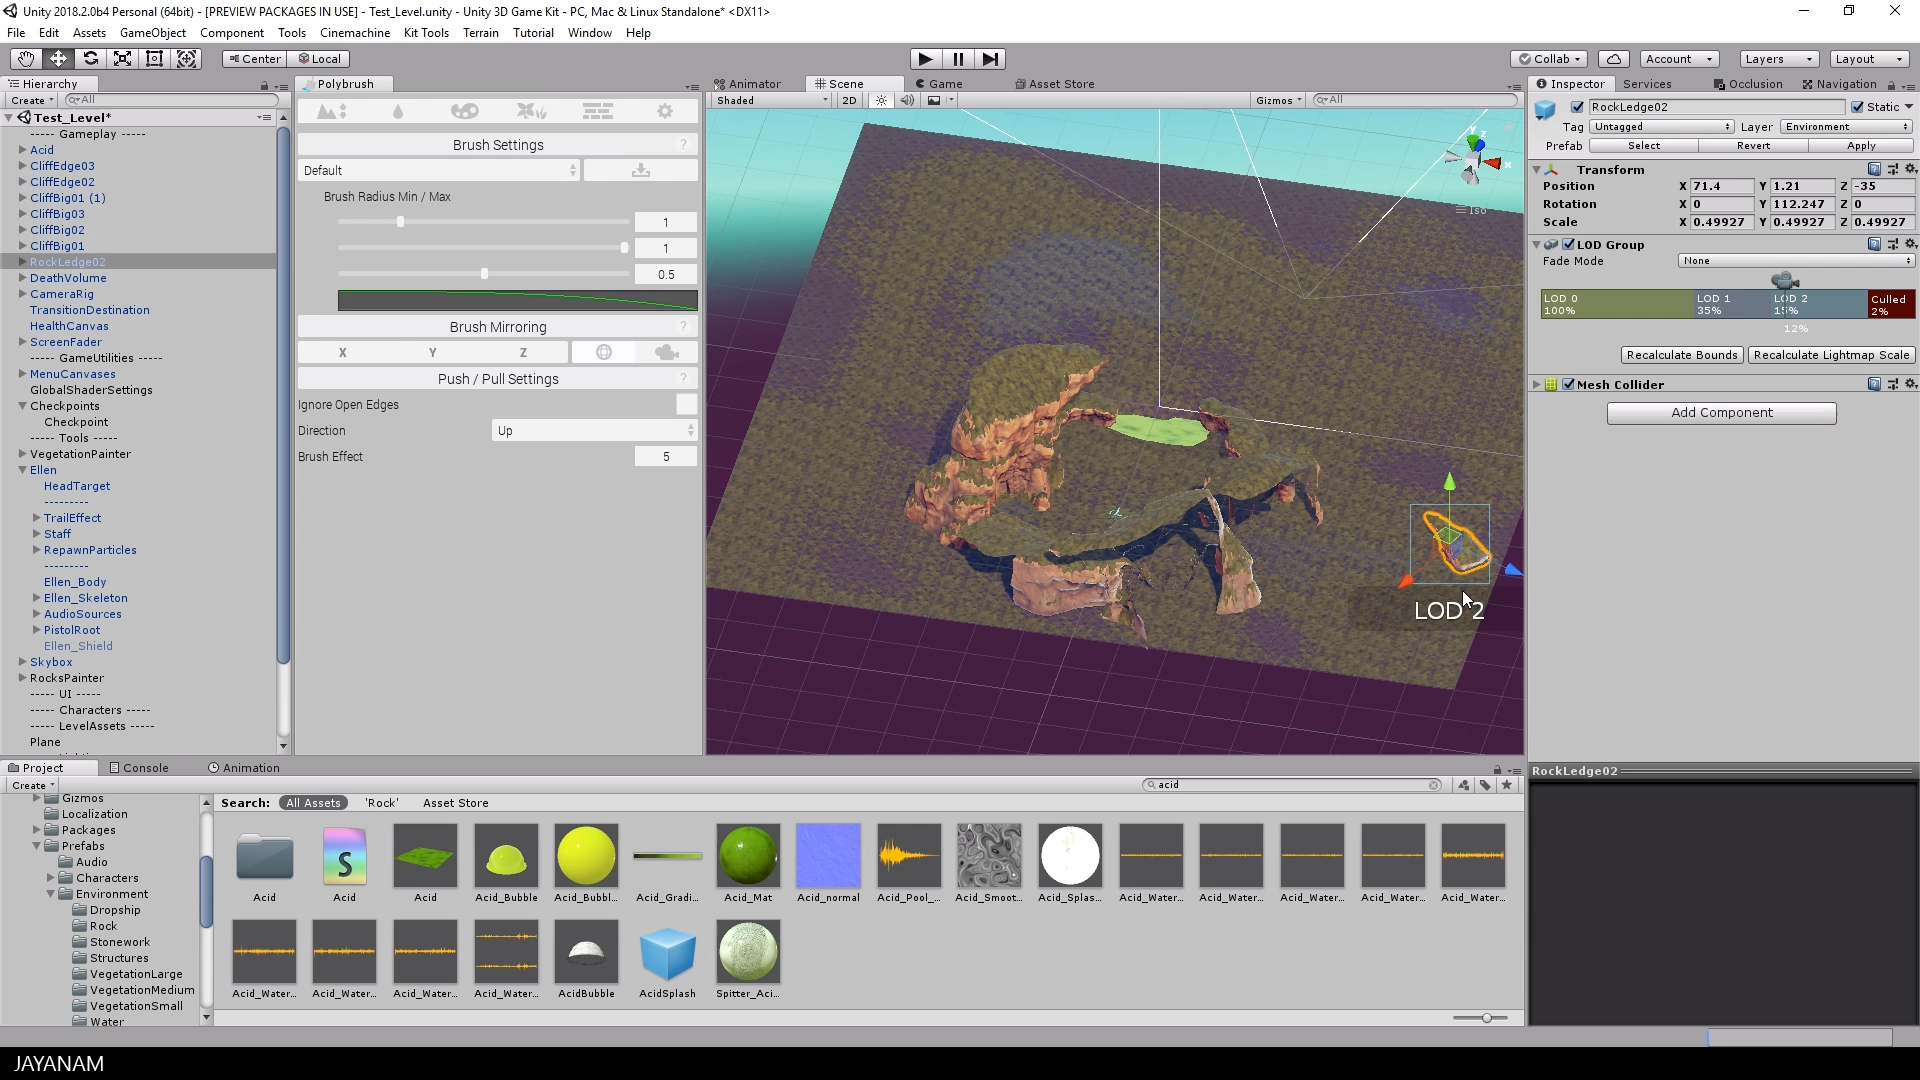 Unity 2018.2.0b4 Personal (64bit) - [PREVIEW PACKAGES IN USE] - Test_Level.unity - Unity 3D Game Kit - PC, Mac & Linux Standalone* <DX11>
File Edit Assets GameObject Component Tools Cinemachine Kit Tools Terrain Tutorial Window Help
Center Local Collab Account Layers Layout
Hierarchy
Create All
Test_Level*
----- Gameplay -----
Acid
CliffEdge03
CliffEdge02
CliffBig01 (1)
CliffBig03
CliffBig02
CliffBig01
RockLedge02
DeathVolume
CameraRig
TransitionDestination
HealthCanvas
ScreenFader
----- GameUtilities -----
MenuCanvases
GlobalShaderSettings
Checkpoints
Checkpoint
----- Tools -----
VegetationPainter
Ellen
HeadTarget
---------
TrailEffect
Staff
RepawnParticles
---------
Ellen_Body
Ellen_Skeleton
AudioSources
PistolRoot
Ellen_Shield
Skybox
RocksPainter
----- UI -----
----- Characters -----
----- LevelAssets -----
Plane
Polybrush
Brush Settings ?
Default
Brush Radius Min / Max
1
1
0.5
Brush Mirroring ?
X Y Z
Push / Pull Settings ?
Ignore Open Edges
Direction Up
Brush Effect 5
Animator Scene Game Asset Store
Shaded 2D Gizmos All
Iso
LOD 2
Inspector Services Occlusion Navigation
RockLedge02 Static
Tag Untagged Layer Environment
Prefab Select Revert Apply
Transform
Position X 71.4 Y 1.21 Z -35
Rotation X 0 Y 112.247 Z 0
Scale X 0.49927 Y 0.49927 Z 0.49927
LOD Group
Fade Mode None
LOD 0 LOD 1 LOD 2 Culled
100% 35% 15% 2%
12%
Recalculate Bounds Recalculate Lightmap Scale
Mesh Collider
Add Component
RockLedge02
Project Console Animation
Create acid
Gizmos
Localization
Packages
Prefabs
Audio
Characters
Environment
Dropship
Rock
Stonework
Structures
VegetationLarge
VegetationMedium
VegetationSmall
Water
Search: All Assets 'Rock' Asset Store
Acid Acid Acid Acid_Bubble Acid_Bubbl... Acid_Gradi... Acid_Mat Acid_normal Acid_Pool_... Acid_Smoot... Acid_Splas... Acid_Water... Acid_Water... Acid_Water... Acid_Water... Acid_Water...
Acid_Water... Acid_Water... Acid_Water... Acid_Water... AcidBubble AcidSplash Spitter_Aci...
JAYANAM